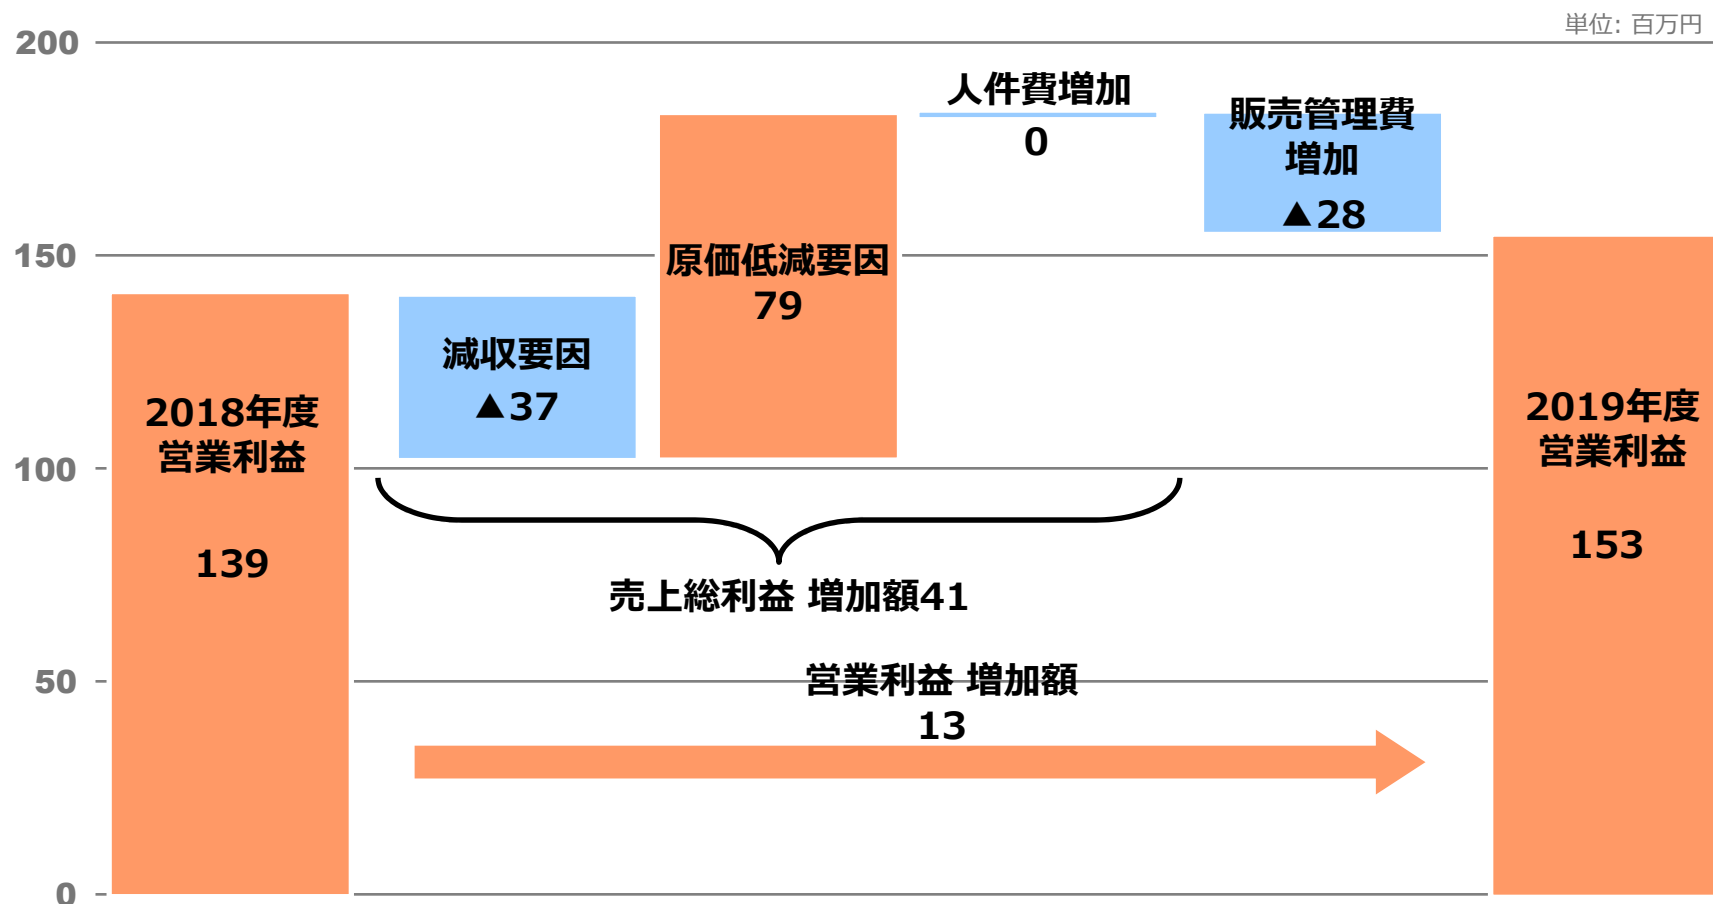 単位: 百万円
200
150
100
50
0
2018年度
営業利益
139
減収要因
▲37
原価低減要因
79
人件費増加
0
販売管理費
増加
▲28
2019年度
営業利益
153
売上総利益 増加額41
営業利益 増加額
13